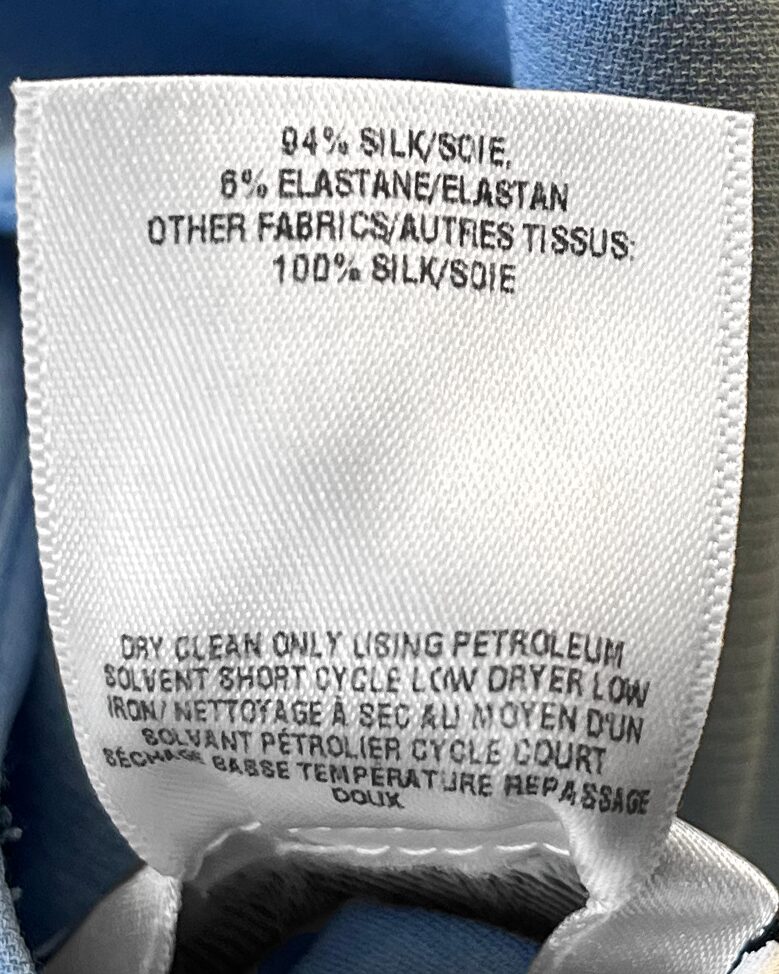 94% SILK/SOIE,
6% ELASTANE/ELASTAN
OTHER FABRICS/AUTRES TISSUS:
100% SILK/SOIE
DRY CLEAN ONLY USING PETROLEUM
SOLVENT SHORT CYCLE LOW DRYER LOW
IRON/ NETTOYAGE À SEC AU MOYEN D'UN
SOLVANT PÉTROLIER CYCLE COURT
SÉCHAGE BASSE TEMPÉRATURE REPASSAGE
DOUX